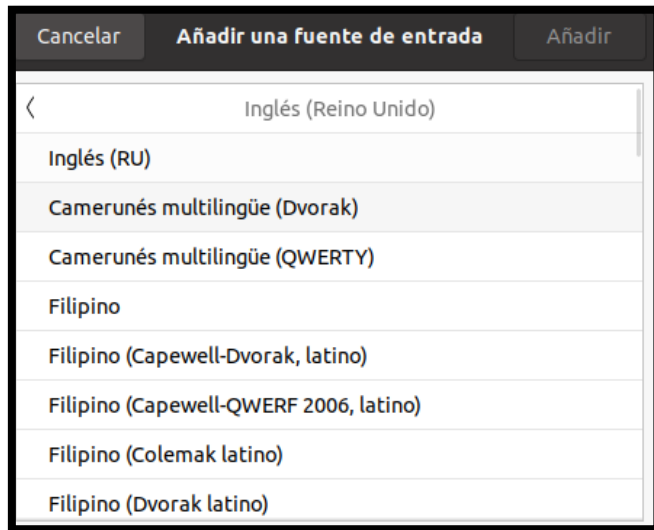 Cancelar Añadir una fuente de entrada Añadir
Inglés (Reino Unido)
Inglés (RU)
Camerunés multilingüe (Dvorak)
Camerunés multilingüe (QWERTY)
Filipino
Filipino (Capewell-Dvorak, latino)
Filipino (Capewell-QWERF 2006, latino)
Filipino (Colemak latino)
Filipino (Dvorak latino)